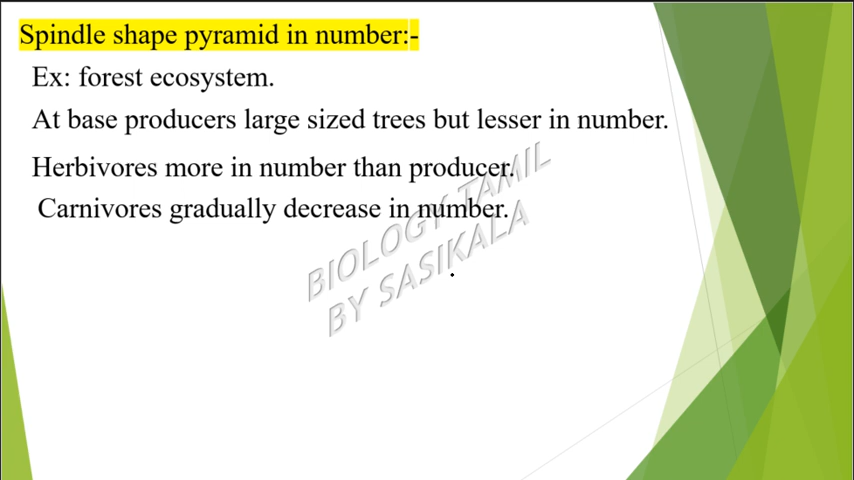 Spindle shape pyramid in number:-
Ex: forest ecosystem.
At base producers large sized trees but lesser in number.
Herbivores more in number than producer.
Carnivores gradually decrease in number.
BIOLOGY TAMIL
BY SASIKALA